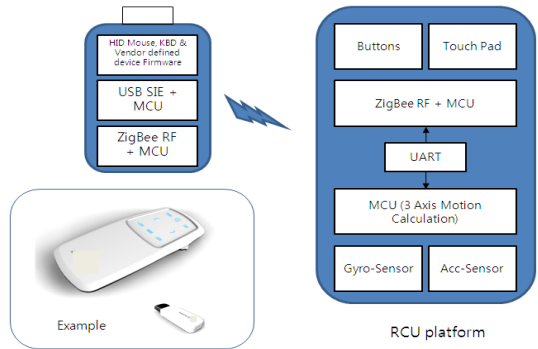 HID Mouse, KBD &
Vendor defined
device Firmware
USB SIE +
MCU
ZigBee RF
+ MCU
Example
Buttons
Touch Pad
ZigBee RF + MCU
UART
MCU (3 Axis Motion
Calculation)
Gyro-Sensor
Acc-Sensor
RCU platform